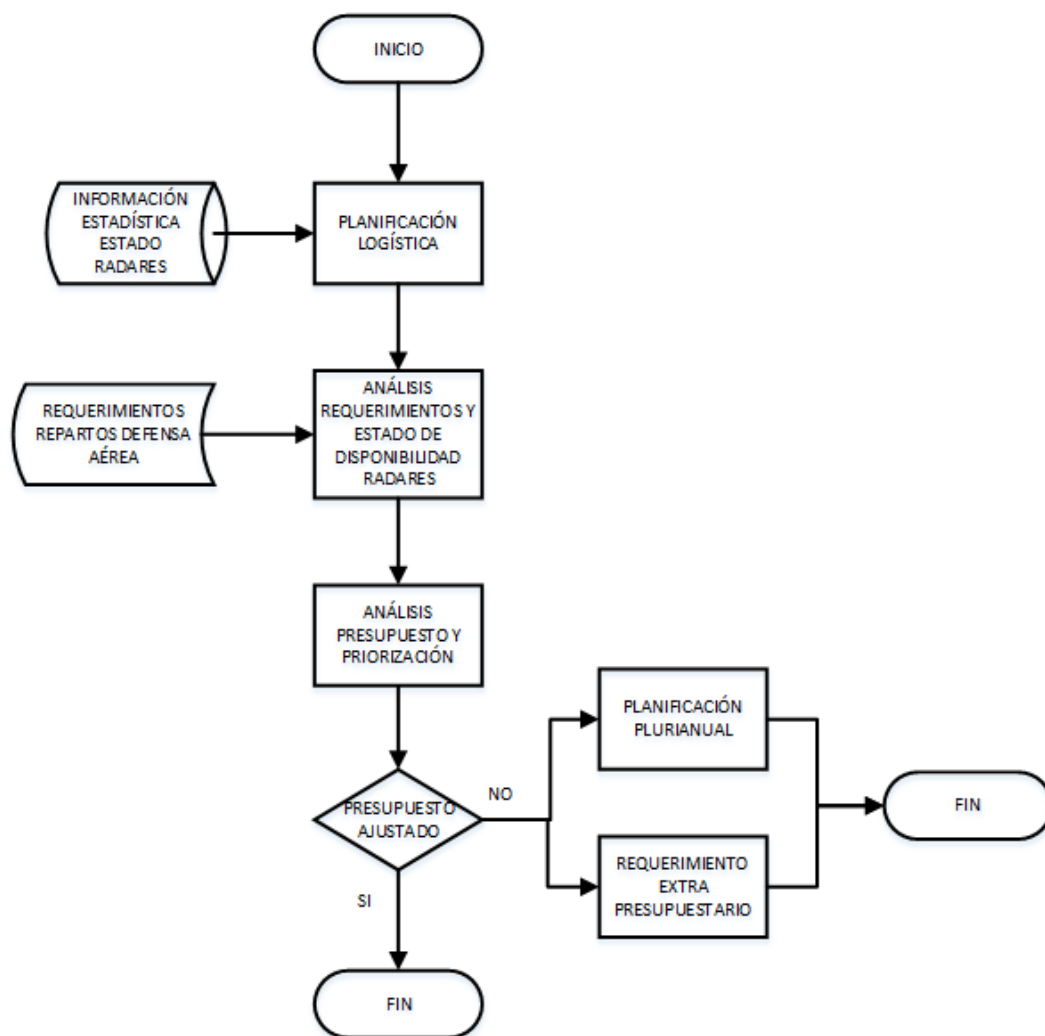 INICIO
INFORMACIÓN
ESTADÍSTICA
ESTADO
RADARES
PLANIFICACIÓN
LOGÍSTICA
REQUERIMIENTOS
REPARTOS DEFENSA
AÉREA
ANÁLISIS
REQUERIMIENTOS Y
ESTADO DE
DISPONIBILIDAD
RADARES
ANÁLISIS
PRESUPUESTO Y
PRIORIZACIÓN
PLANIFICACIÓN
PLURIANUAL
PRESUPUESTO
AJUSTADO
NO
FIN
REQUERIMIENTO
EXTRA
PRESUPUESTARIO
SI
FIN